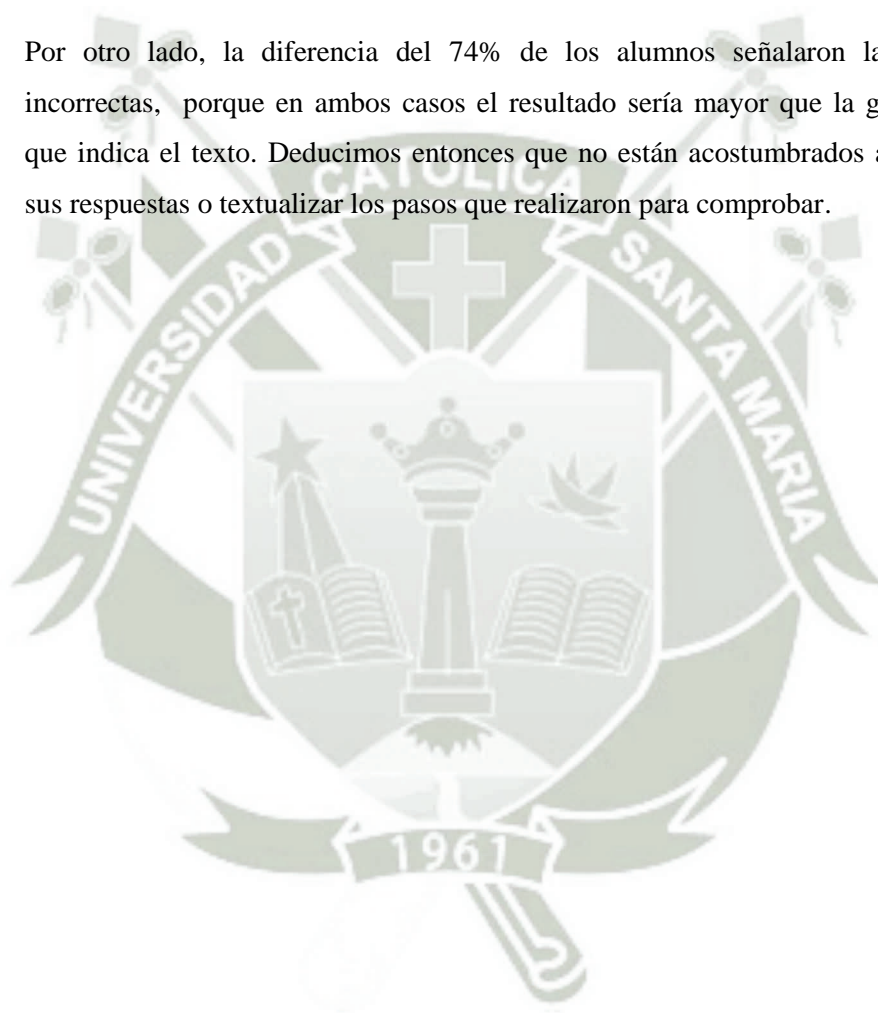 Por otro lado, la diferencia del 74% de los alumnos señalaron la
incorrectas, porque en ambos casos el resultado sería mayor que la g
que indica el texto. Deducimos entonces que no están acostumbrados a
sus respuestas o textualizar los pasos que realizaron para comprobar.
CATOLICA
UNIVERSIDAD
SANTA MARIA
1961